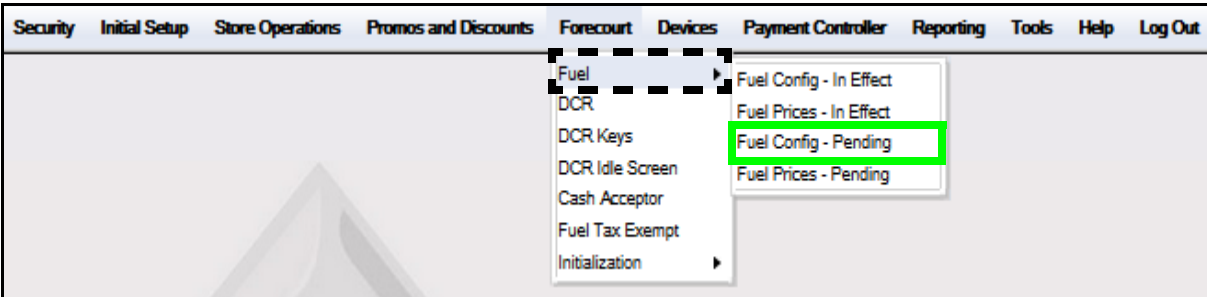 Security Initial Setup Store Operations Promos and Discounts Forecourt Devices Payment Controller Reporting Tools Help Log Out
Fuel
DCR
DCR Keys
DCR Idle Screen
Cash Acceptor
Fuel Tax Exempt
Initialization
Fuel Config - In Effect
Fuel Prices - In Effect
Fuel Config - Pending
Fuel Prices - Pending